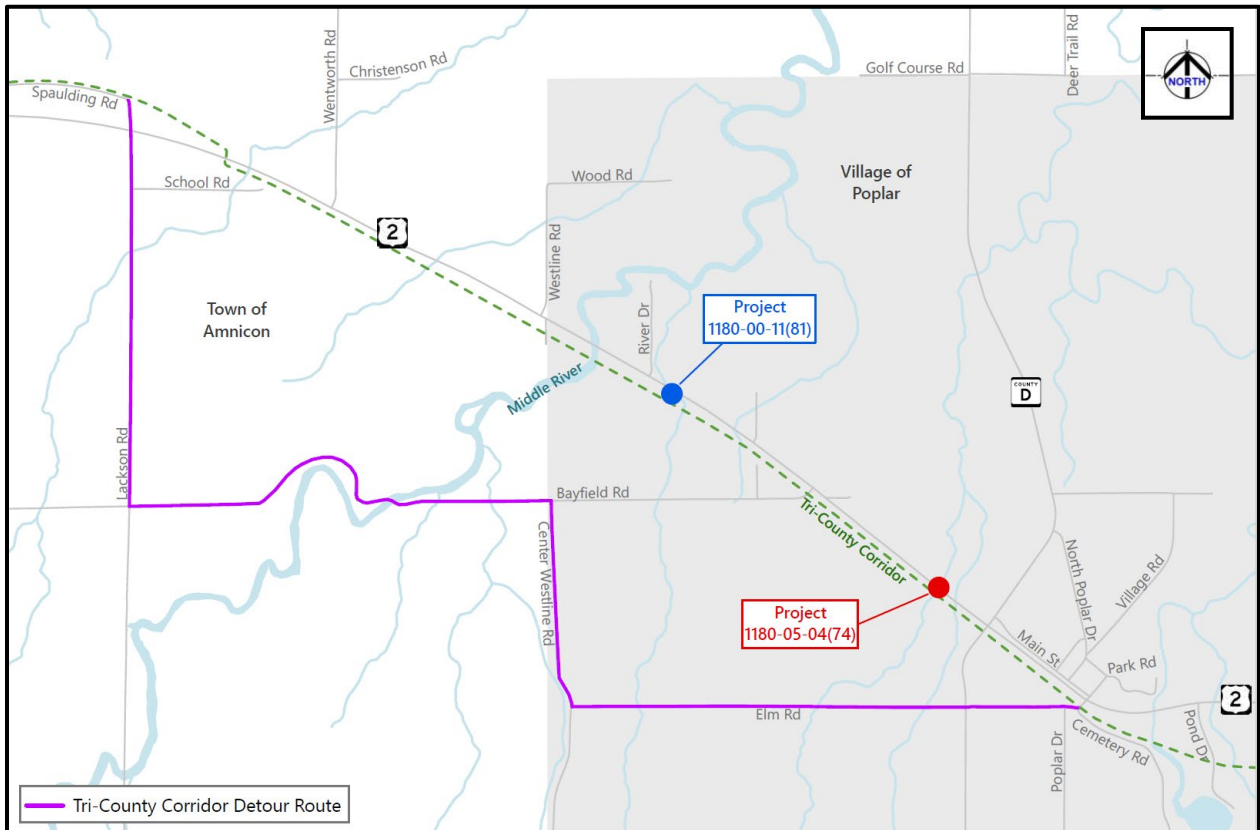 Christenson Rd
Golf Course Rd
Deer Trail Rd
NORTH
Spaulding Rd
Wentworth Rd
School Rd
Wood Rd
Village of
Poplar
2
Westline Rd
Town of
Amnicon
River Dr
Project
1180-00-11(81)
Middle River
COUNTY
D
Jackson Rd
Bayfield Rd
Tri-County Corridor
Center Westline Rd
North Poplar Dr
Village Rd
Project
1180-05-04(74)
Main St
Park Rd
2
Elm Rd
Cemetery Rd
Poplar Dr
Pond Dr
Tri-County Corridor Detour Route